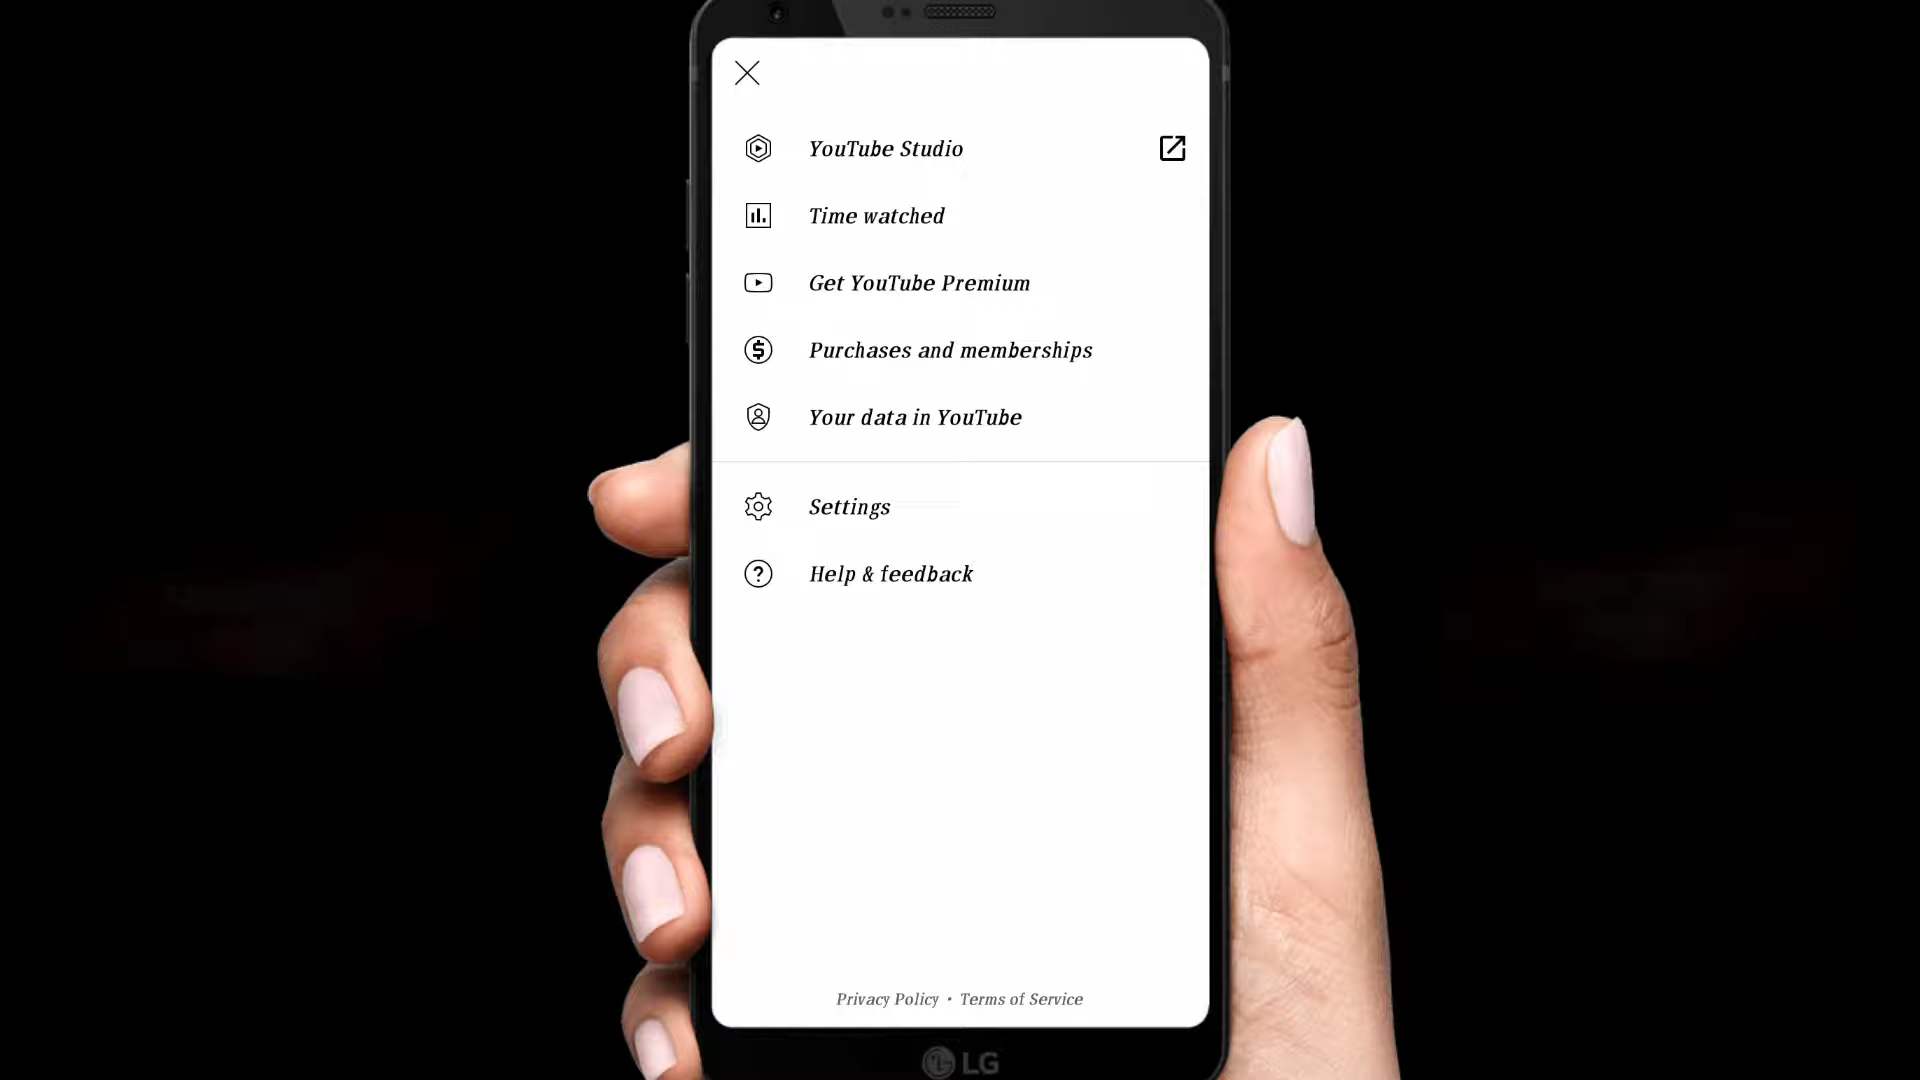 YouTube Studio
Time watched
Get YouTube Premium
Purchases and memberships
Your data in YouTube
Settings
Help & feedback
Privacy Policy • Terms of Service
LG